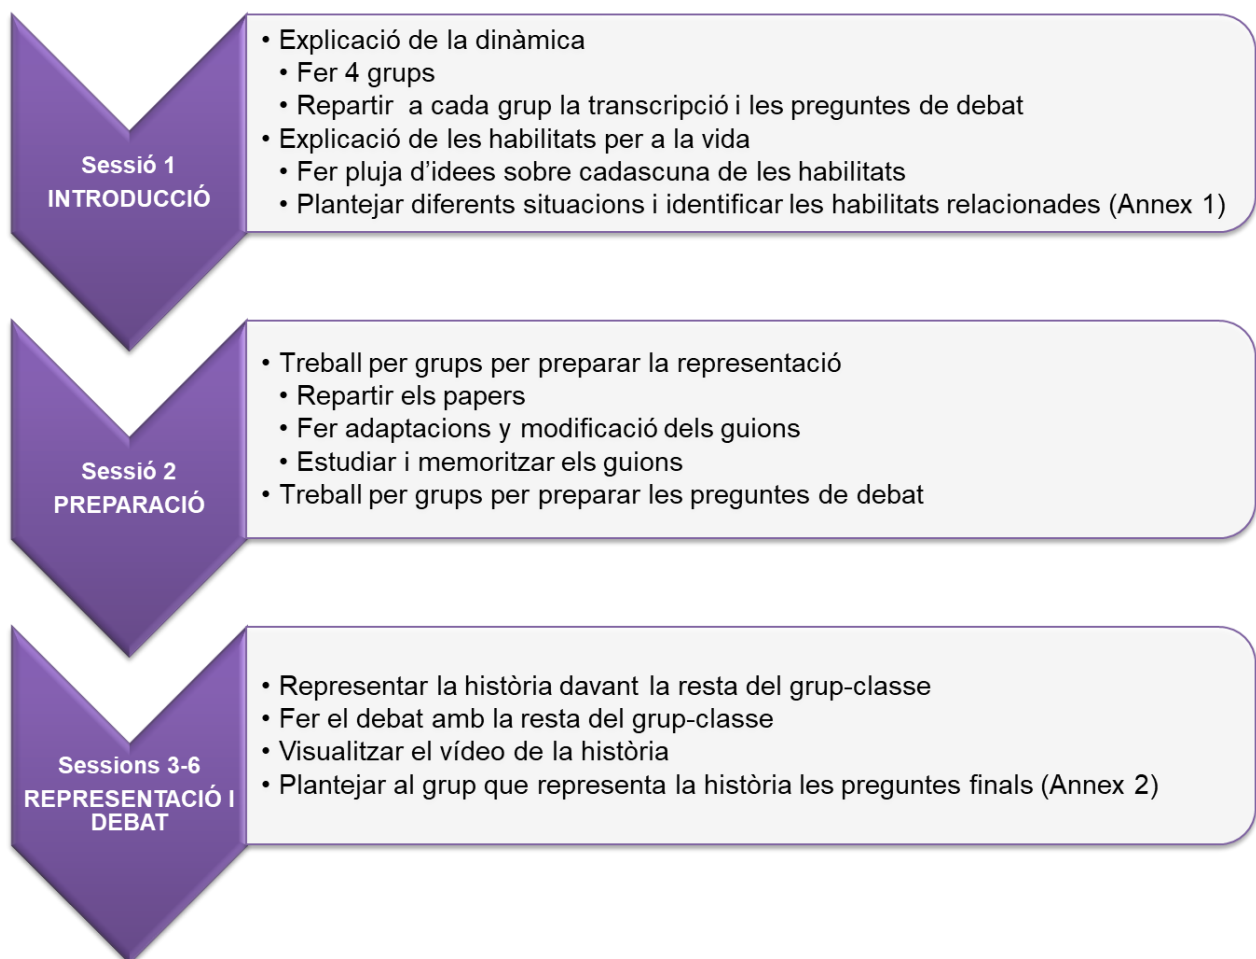 Sessió 1
INTRODUCCIÓ
• Explicació de la dinàmica
• Fer 4 grups
• Repartir  a cada grup la transcripció i les preguntes de debat
• Explicació de les habilitats per a la vida
• Fer pluja d’idees sobre cadascuna de les habilitats
• Plantejar diferents situacions i identificar les habilitats relacionades (Annex 1)
Sessió 2
PREPARACIÓ
• Treball per grups per preparar la representació
• Repartir els papers
• Fer adaptacions y modificació dels guions
• Estudiar i memoritzar els guions
• Treball per grups per preparar les preguntes de debat
Sessions 3-6
REPRESENTACIÓ I
DEBAT
• Representar la història davant la resta del grup-classe
• Fer el debat amb la resta del grup-classe
• Visualitzar el vídeo de la història
• Plantejar al grup que representa la història les preguntes finals (Annex 2)